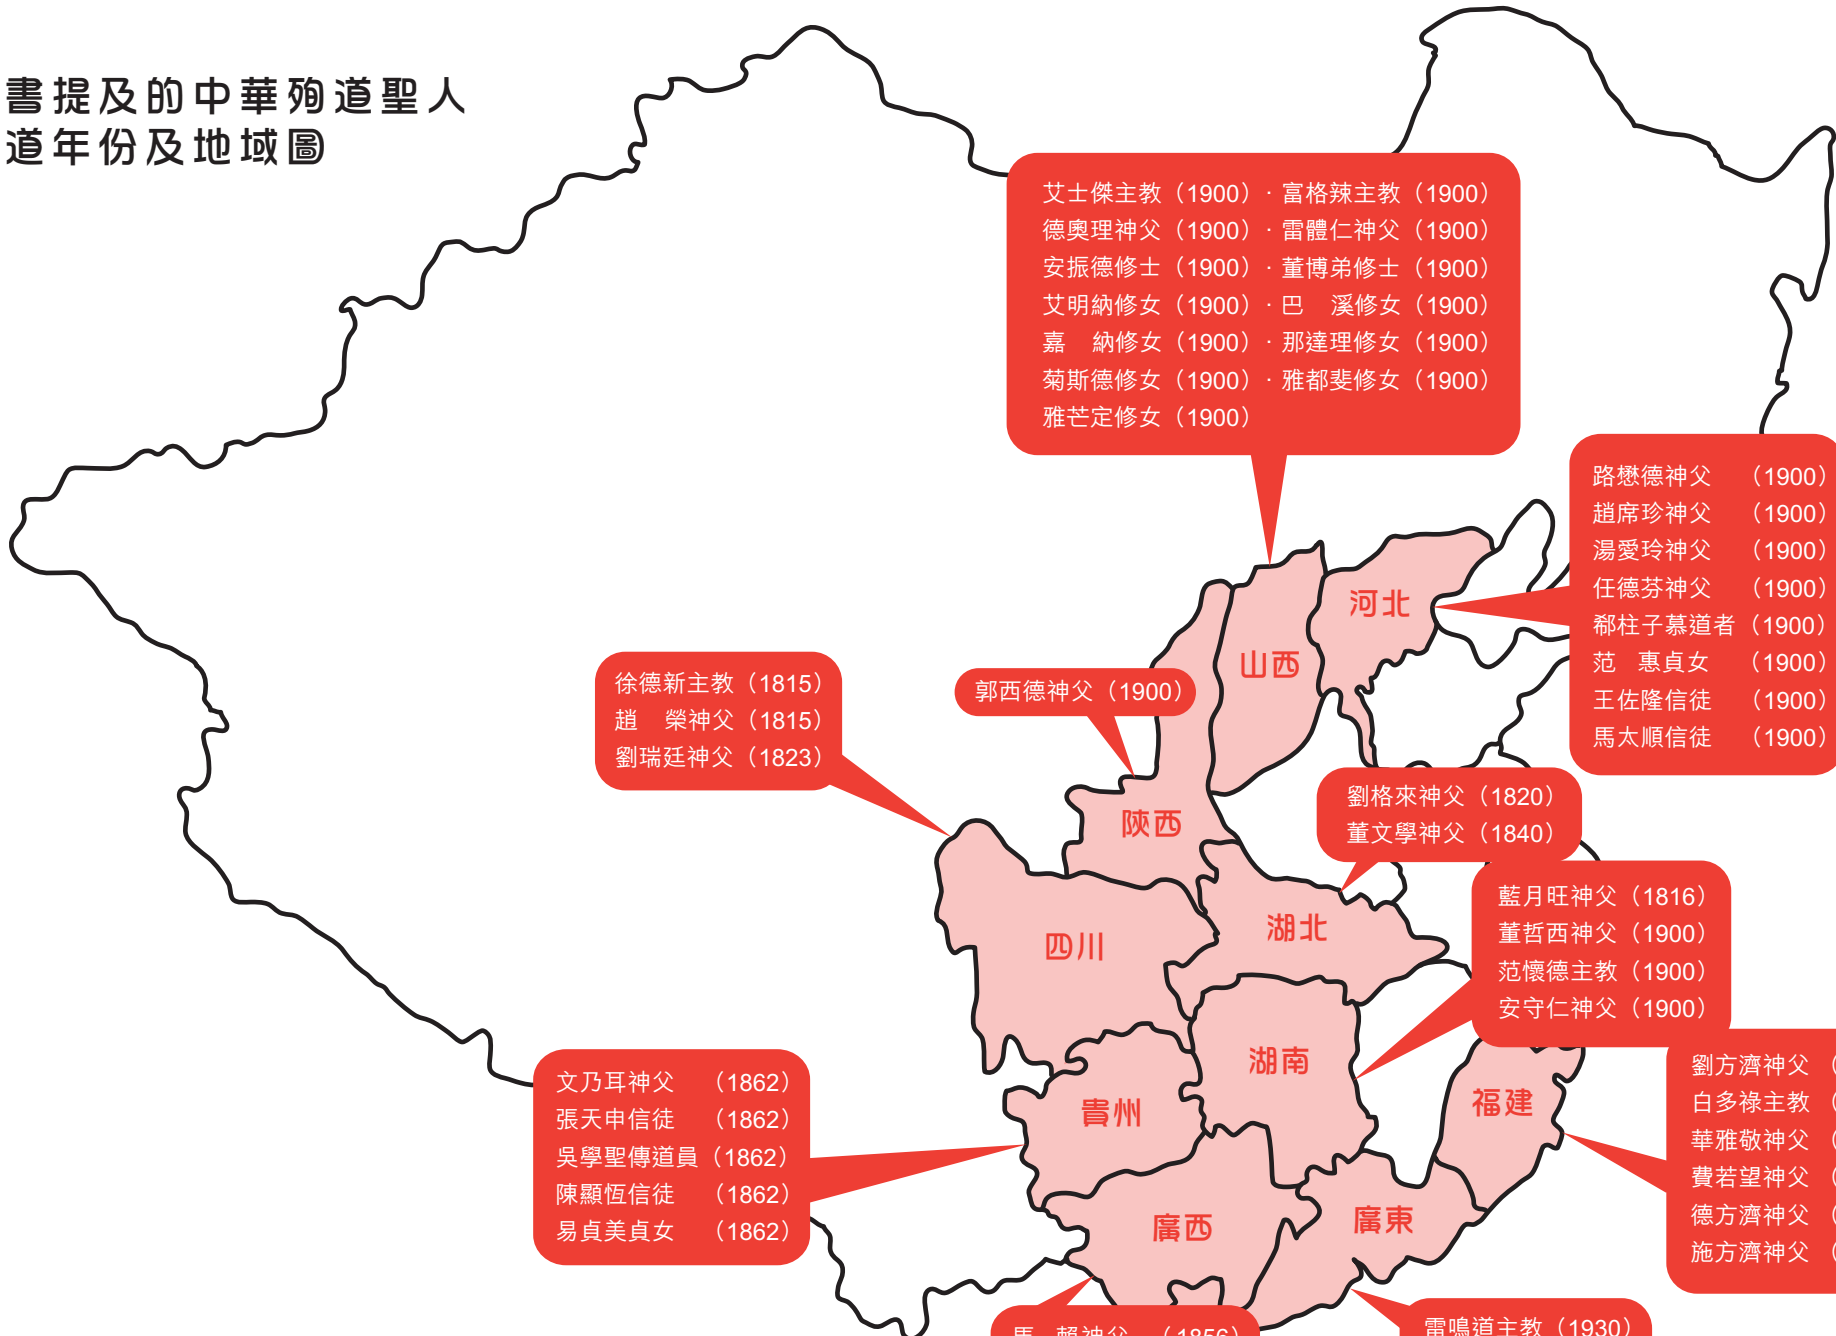 書提及的中華殉道聖人
道年份及地域圖
艾士傑主教（1900）· 富格辣主教（1900）
德奧理神父（1900）· 雷體仁神父（1900）
安振德修士（1900）· 董博弟修士（1900）
艾明納修女（1900）· 巴　溪修女（1900）
嘉　納修女（1900）· 那達理修女（1900）
菊斯德修女（1900）· 雅都斐修女（1900）
雅芒定修女（1900）
路懋德神父　（1900）
趙席珍神父　（1900）
湯愛玲神父　（1900）
任德芬神父　（1900）
郗柱子慕道者（1900）
范　惠貞女　（1900）
王佐隆信徒　（1900）
馬太順信徒　（1900）
河北
山西
徐德新主教（1815）
趙　榮神父（1815）
劉瑞廷神父（1823）
郭西德神父（1900）
陝西
劉格來神父（1820）
董文學神父（1840）
湖北
四川
藍月旺神父（1816）
董哲西神父（1900）
范懷德主教（1900）
安守仁神父（1900）
湖南
文乃耳神父　（1862）
張天申信徒　（1862）
吳學聖傳道員（1862）
陳顯恆信徒　（1862）
易貞美貞女　（1862）
貴州
福建
劉方濟神父（
白多祿主教（
華雅敬神父（
費若望神父（
德方濟神父（
施方濟神父（
廣西
廣東
馬　賴神父　（1856）
雷鳴道主教（1930）